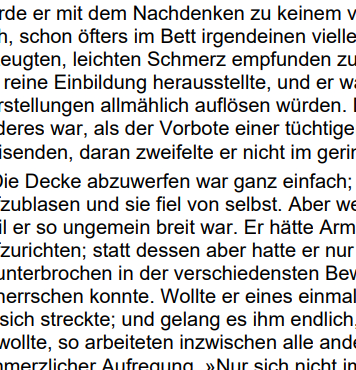 rde er mit dem Nachdenken zu keinem v
h, schon öfters im Bett irgendeinen vielle
eugten, leichten Schmerz empfunden zu
reine Einbildung herausstellte, und er wa
rstellungen allmählich auflösen würden.
deres war, als der Vorbote einer tüchtige
isenden, daran zweifelte er nicht im gerin
Die Decke abzuwerfen war ganz einfach;
fzublasen und sie fiel von selbst. Aber we
il er so ungemein breit war. Er hätte Arm
fzurichten; statt dessen aber hatte er nur
unterbrochen in der verschiedensten Bew
herrschen konnte. Wollte er eines einmal
sich streckte; und gelang es ihm endlich,
wollte, so arbeiteten inzwischen alle ande
hmerzlicher Aufregung. »Nur sich nicht im